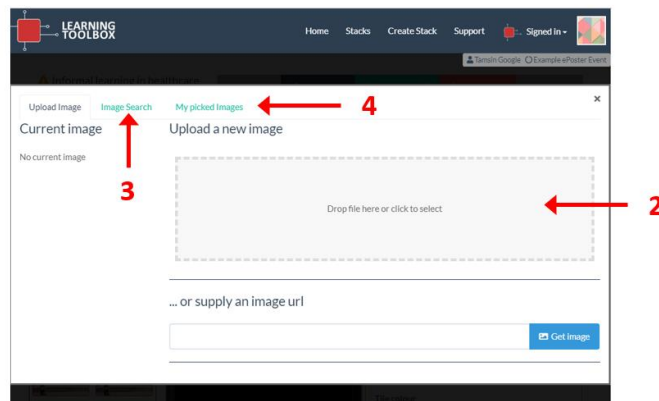 LEARNING
TOOLBOX
Home Stacks Create Stack Support Signed in
Tamsin Google Example ePoster Event
Informal learning in healthcare
Upload Image Image Search My picked Images 4 ×
Current image Upload a new image
No current image
3
Drop file here or click to select 2
... or supply an image url
Get image